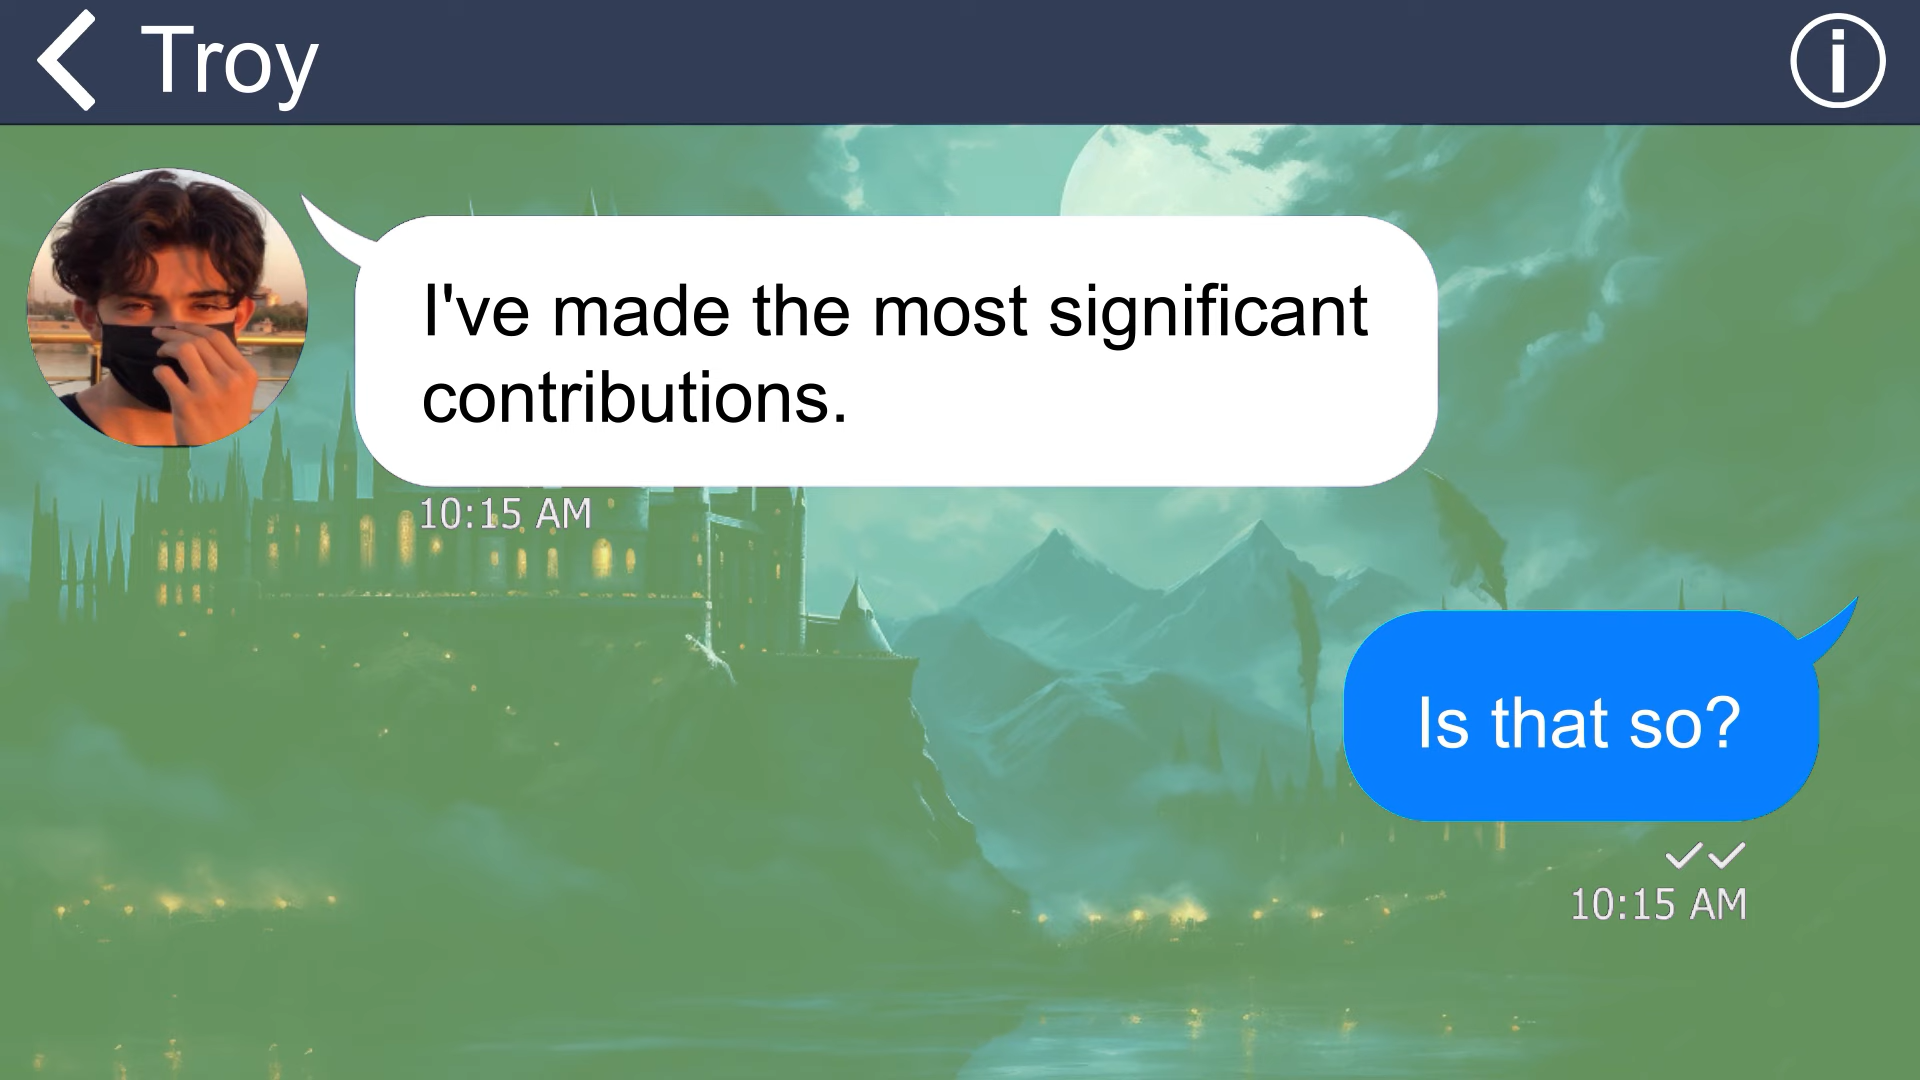 Troy
I've made the most significant
contributions.
10:15 AM
Is that so?
10:15 AM